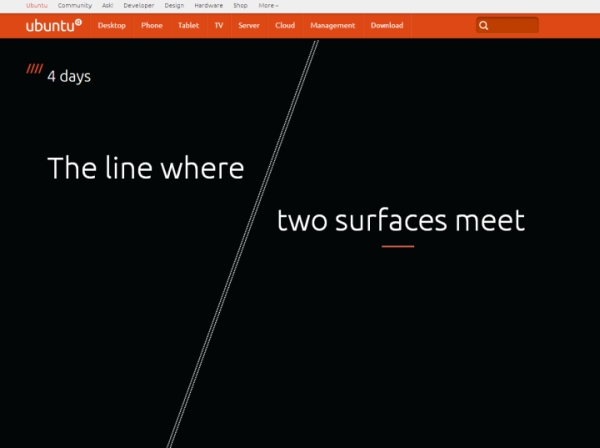 Ubuntu Community Ask! Developer Design Hardware Shop More
ubuntu Desktop Phone Tablet TV Server Cloud Management Download
//// 4 days
The line where
two surfaces meet